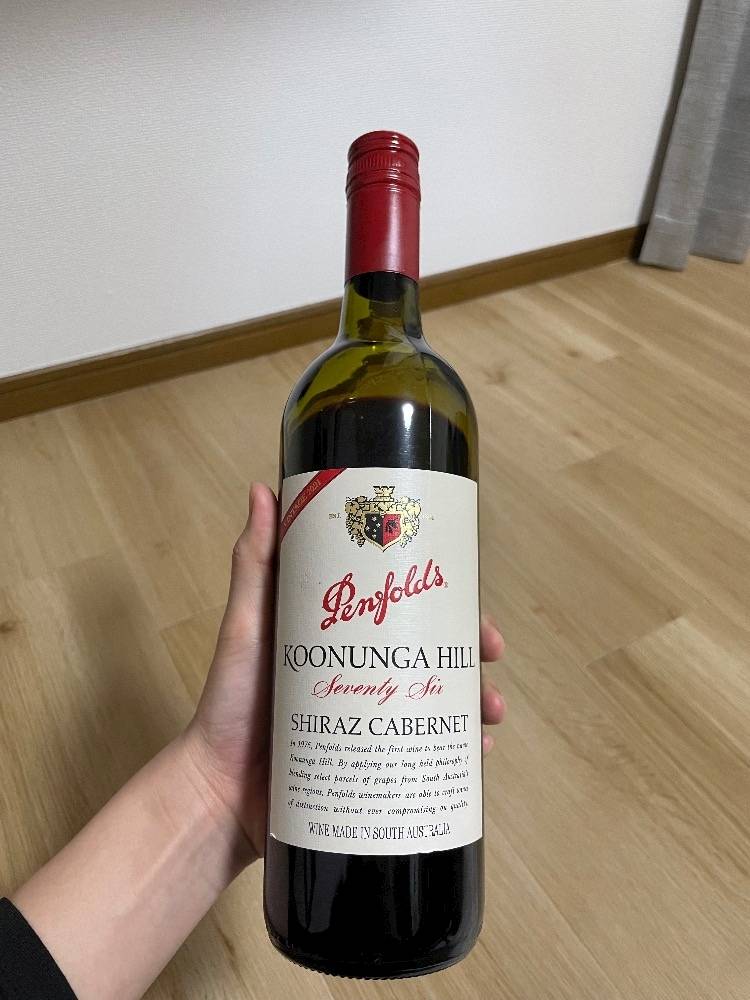 VINTAGE 2021
Penfolds
KOONUNGA HILL
Seventy Six
SHIRAZ CABERNET
In 1976, Penfolds released the first wine to bear the name
Koonunga Hill. By applying our long held philosophy of
blending select parcels of grapes from South Australia's
wine regions, Penfolds winemakers are able to craft wines
of distinction without ever compromising on quality.
WINE MADE IN SOUTH AUSTRALIA